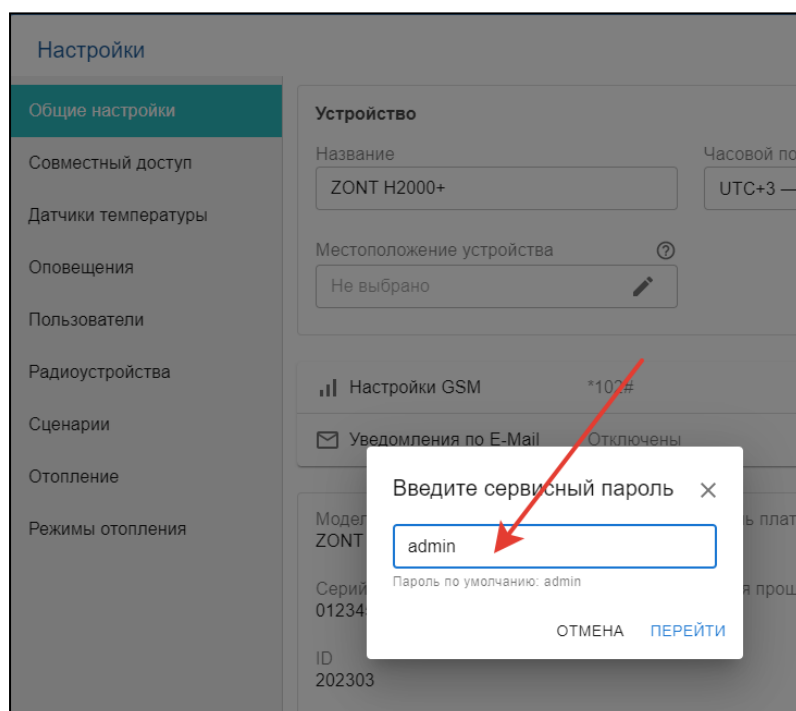 Настройки
Общие настройки
Совместный доступ
Датчики температуры
Оповещения
Пользователи
Радиоустройства
Сценарии
Отопление
Режимы отопления
Устройство
Название
Часовой по
ZONT H2000+
UTC+3 —
Местоположение устройства
Не выбрано
Настройки GSM *102#
Уведомления по E-Mail Отключены
Введите сервисный пароль
admin
Пароль по умолчанию: admin
ОТМЕНА ПЕРЕЙТИ
Модел
ь плат
ZONT
Серий
я прош
01234
ID
202303